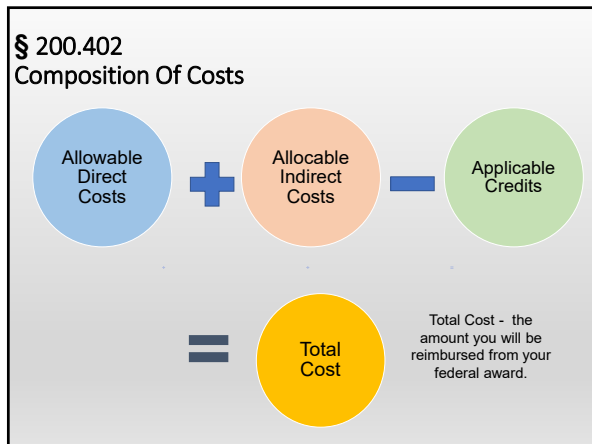 § 200.402
Composition Of Costs
Allowable
Direct
Costs
Allocable
Indirect
Costs
Applicable
Credits
Total
Cost
Total Cost - the
amount you will be
reimbursed from your
federal award.